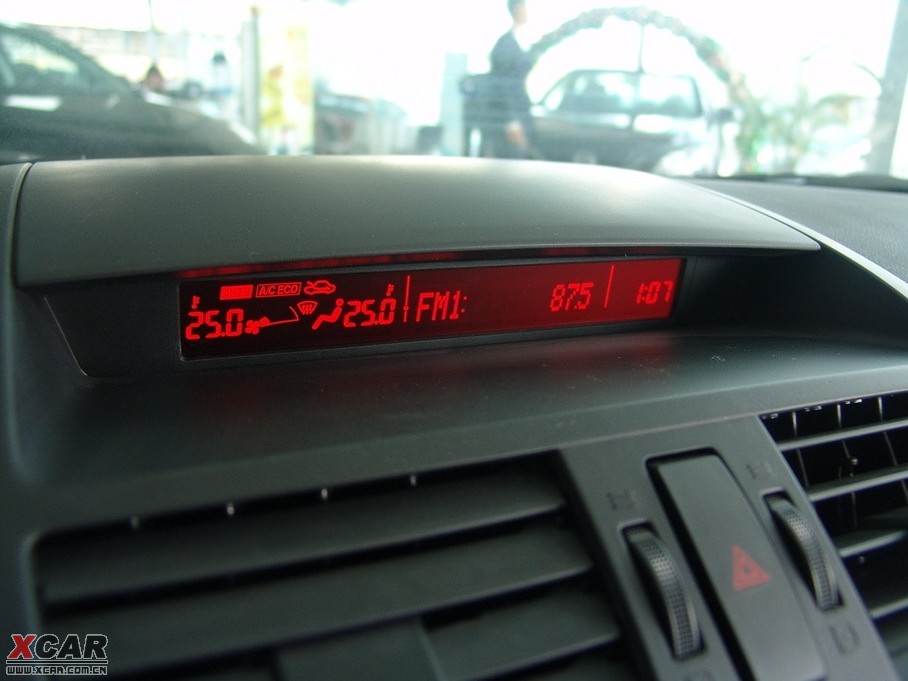 A/C ECO
25.0 25.0 FM1: 87.5 1:07
XCAR
WWW.XCAR.COM.CN